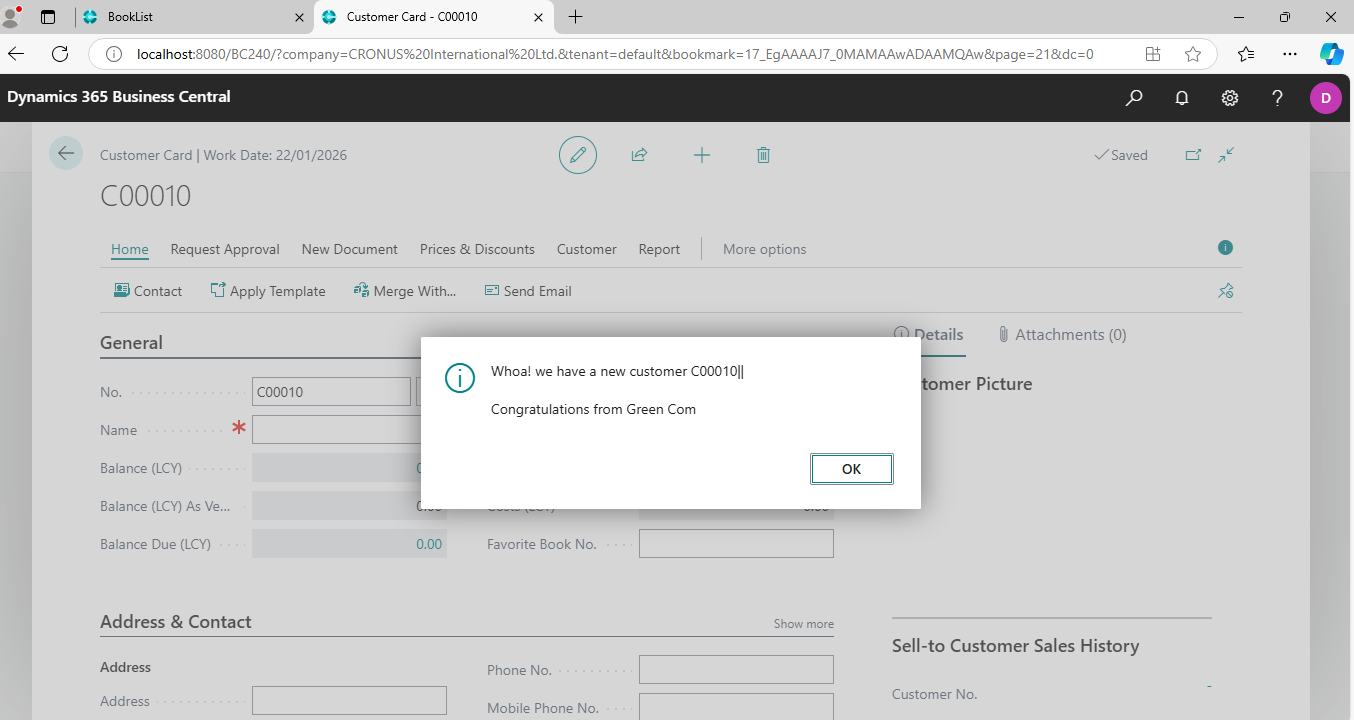 BookList
Customer Card - C00010
localhost:8080/BC240/?company=CRONUS%20International%20Ltd.&tenant=default&bookmark=17_EgAAAAJ7_0MAMAAwADAAMQAw&page=21&dc=0
Dynamics 365 Business Central
D
Customer Card | Work Date: 22/01/2026
Saved
C00010
Home Request Approval New Document Prices & Discounts Customer Report More options
Contact Apply Template Merge With... Send Email
General
Details Attachments (0)
Whoa! we have a new customer C00010||
Congratulations from Green Com
OK
tomer Picture
No. C00010
Name
Balance (LCY)
Balance (LCY) As Ve... 0.00
Costs (LCY) 0.00
Balance Due (LCY) 0.00
Favorite Book No.
Address & Contact
Show more
Address
Address
Phone No.
Mobile Phone No.
Sell-to Customer Sales History
Customer No. -